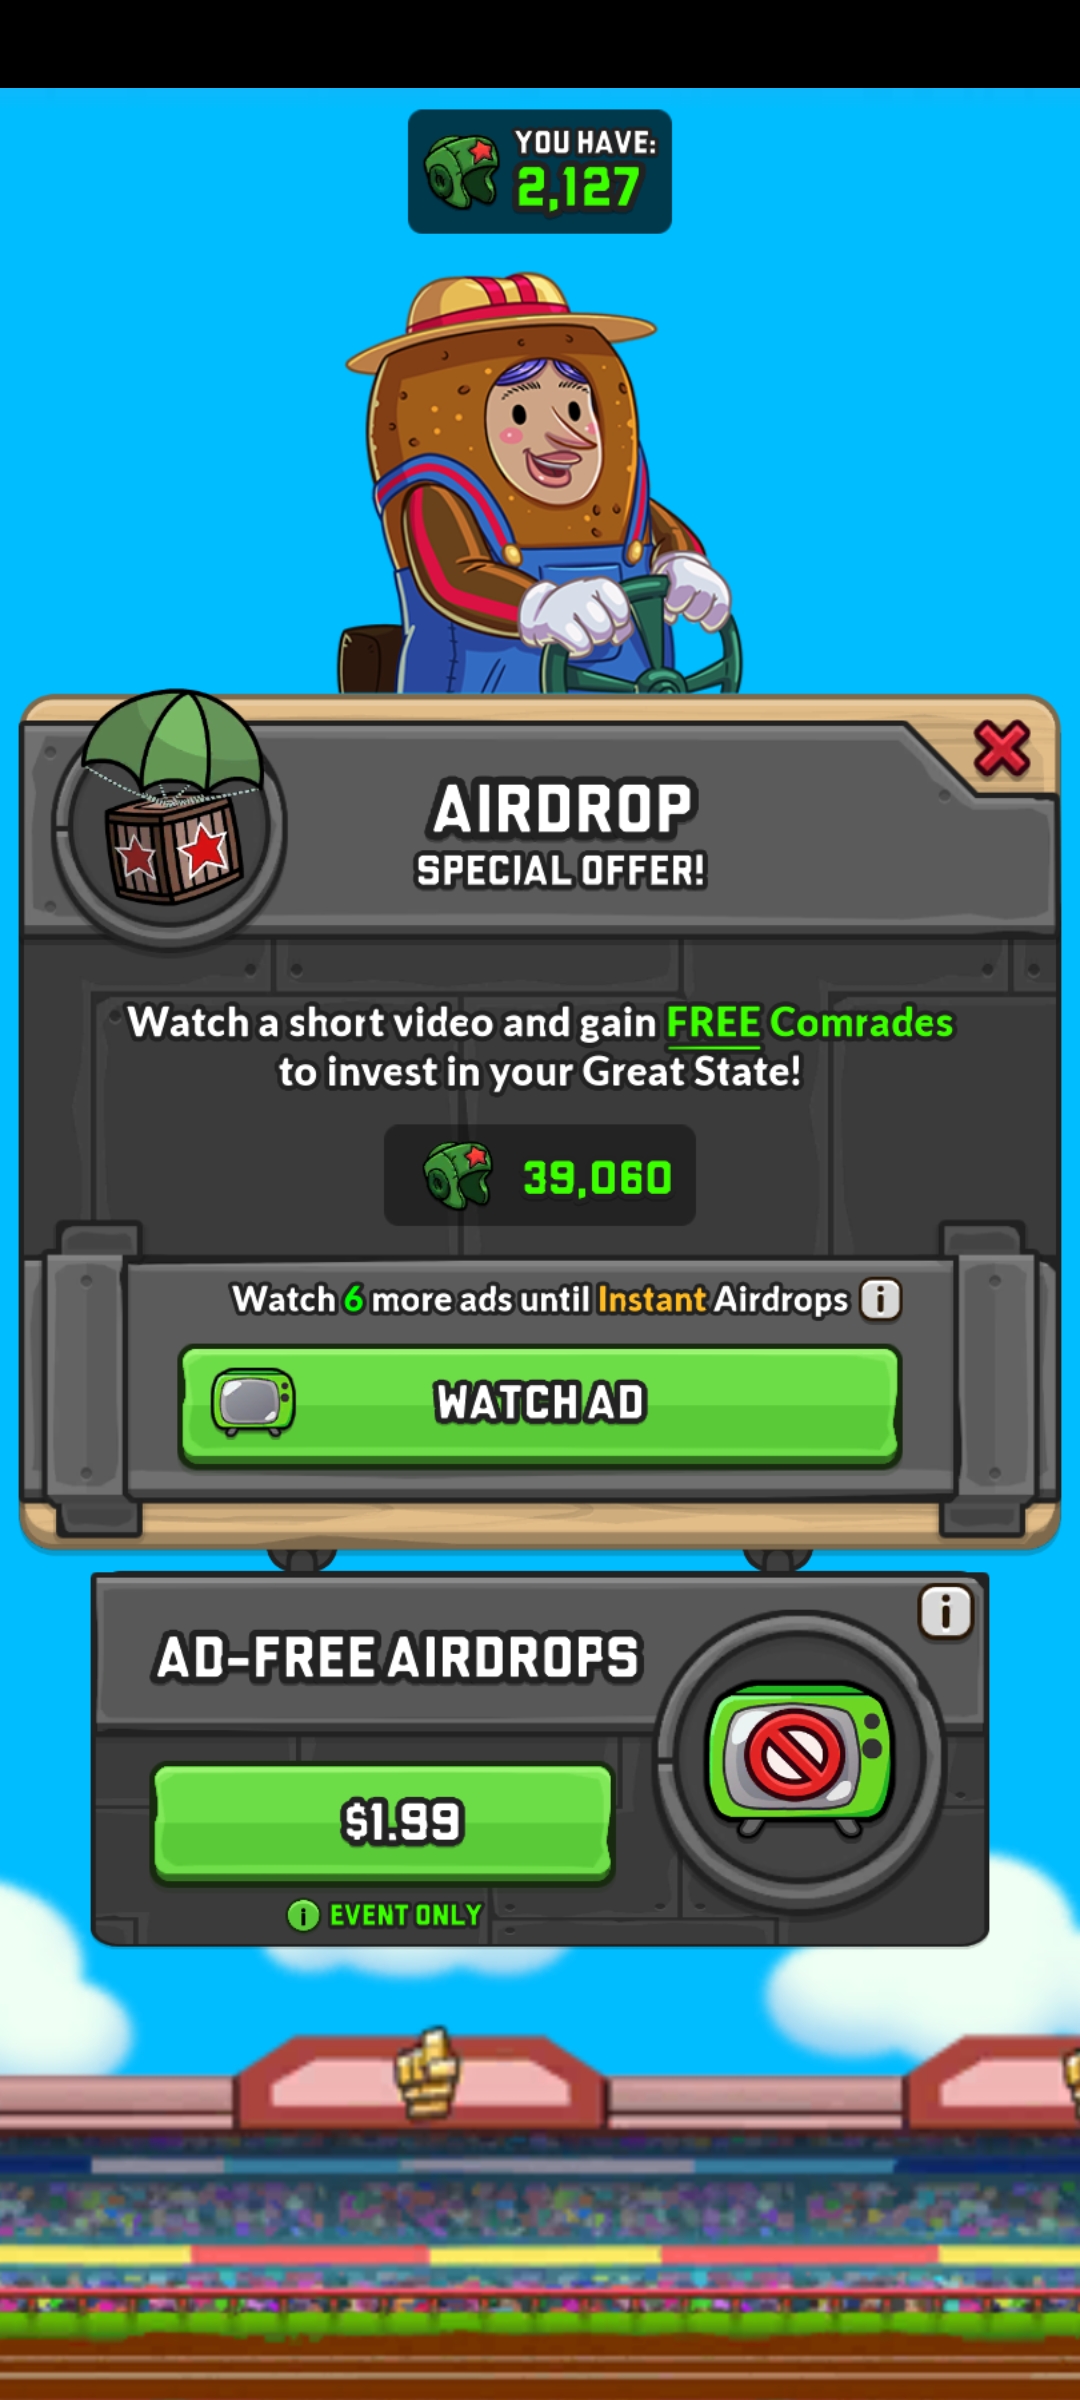 YOU HAVE:
2,127
AIRDROP
SPECIAL OFFER!
Watch a short video and gain FREE Comrades
to invest in your Great State!
39,060
Watch 6 more ads until Instant Airdrops i
WATCH AD
i
AD-FREE AIRDROPS
$1.99
i EVENT ONLY